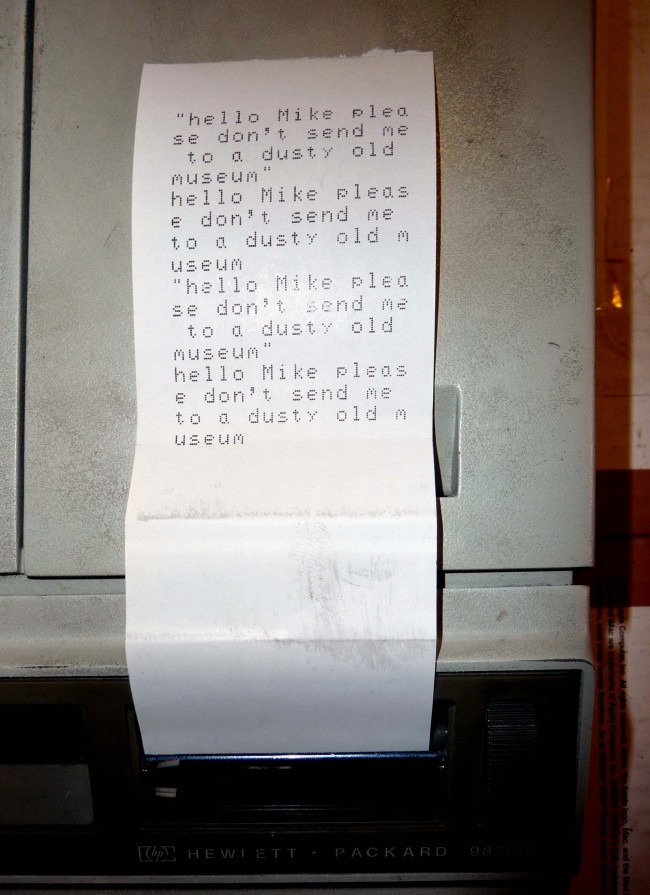 "hello Mike plea
se don't send me
 to a dusty old
museum"
hello Mike pleas
e don't send me
to a dusty old m
useum
"hello Mike plea
se don't send me
 to a dusty old
museum"
hello Mike pleas
e don't send me
to a dusty old m
useum
hp HEWLETT · PACKARD